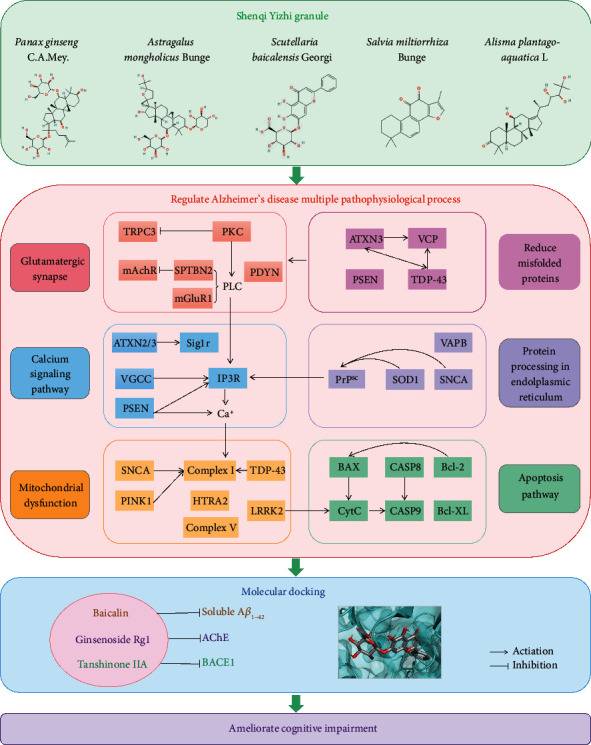 Shenqi Yizhi granule
Panax ginseng
C.A.Mey.
Astragalus
mongholicus Bunge
Scutellaria
baicalensis Georgi
Salvia miltiorrhiza
Bunge
Alisma plantago-
aquatica L
Regulate Alzheimer's disease multiple pathophysiological process
Glutamatergic
synapse
TRPC3
PKC
mAchR
SPTBN2
PDYN
mGluR1
PLC
ATXN3
VCP
PSEN
TDP-43
Reduce
misfolded
proteins
Calcium
signaling
pathway
ATXN2/3
Sig1r
VGCC
IP3R
PSEN
Ca⁺
VAPB
PrPˢᶜ
SOD1
SNCA
Protein
processing in
endolplasmic
reticulum
Mitochondrial
dysfunction
SNCA
Complex I
TDP-43
PINK1
HTRA2
LRRK2
Complex V
BAX
CASP8
Bcl-2
CytC
CASP9
Bcl-XL
Apoptosis
pathway
Molecular docking
Baicalin
Soluble Aβ₁₋₄₂
Ginsenoside Rg1
AChE
Tanshinone IIA
BACE1
Actiation
Inhibition
Ameliorate cognitive impairment